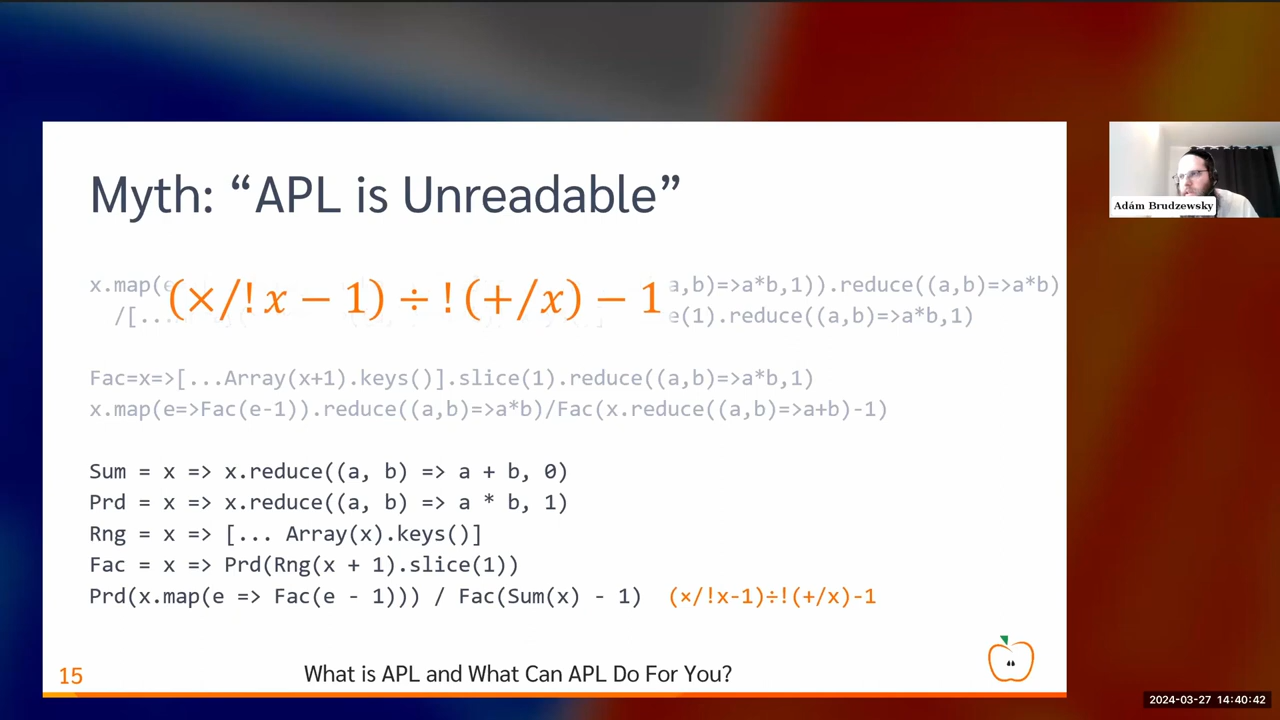 Myth: “APL is Unreadable”
x.map( (×/!x−1)÷!(+/x)−1 a,b)=>a*b,1)).reduce((a,b)=>a*b)
/[... e(1).reduce((a,b)=>a*b,1)
Fac=x=>[...Array(x+1).keys()].slice(1).reduce((a,b)=>a*b,1)
x.map(e=>Fac(e-1)).reduce((a,b)=>a*b)/Fac(x.reduce((a,b)=>a+b)-1)
Sum = x => x.reduce((a, b) => a + b, 0)
Prd = x => x.reduce((a, b) => a * b, 1)
Rng = x => [... Array(x).keys()]
Fac = x => Prd(Rng(x + 1).slice(1))
Prd(x.map(e => Fac(e - 1))) / Fac(Sum(x) - 1) (×/!x-1)÷!(+/x)-1
15
What is APL and What Can APL Do For You?
Adám Brudzewsky
2024-03-27 14:40:42